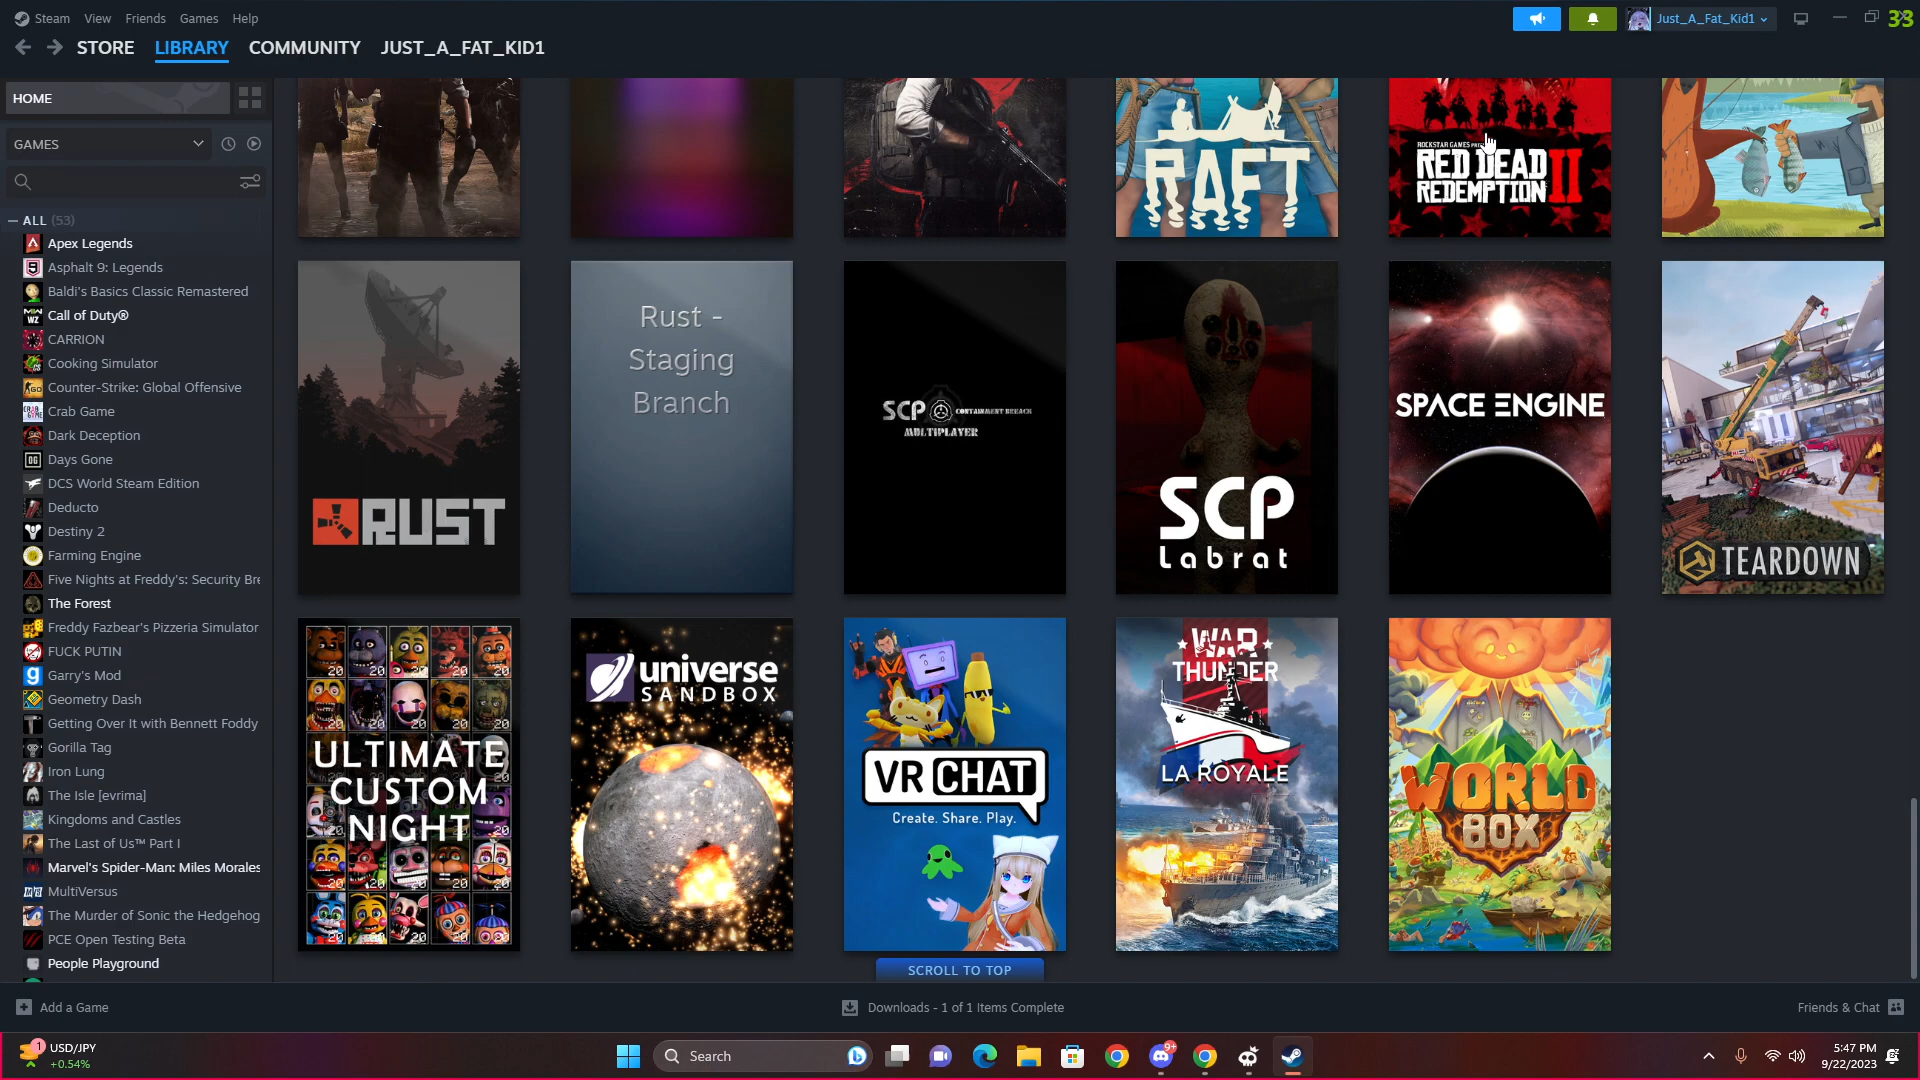 Steam View Friends Games Help
Just_A_Fat_Kid1
33
STORE LIBRARY COMMUNITY JUST_A_FAT_KID1
HOME
GAMES
ALL (53)
Apex Legends
Asphalt 9: Legends
Baldi's Basics Classic Remastered
Call of Duty®
CARRION
Cooking Simulator
Counter-Strike: Global Offensive
Crab Game
Dark Deception
Days Gone
DCS World Steam Edition
Deducto
Destiny 2
Farming Engine
Five Nights at Freddy's: Security Bre
The Forest
Freddy Fazbear's Pizzeria Simulator
FUCK PUTIN
Garry's Mod
Geometry Dash
Getting Over It with Bennett Foddy
Gorilla Tag
Iron Lung
The Isle [evrima]
Kingdoms and Castles
The Last of Us™ Part I
Marvel's Spider-Man: Miles Morales
MultiVersus
The Murder of Sonic the Hedgehog
PCE Open Testing Beta
People Playground
RAFT
ROCKSTAR GAMES
RED DEAD
REDEMPTION II
RUST
Rust -
Staging
Branch
SCP CONTAINMENT BREACH
MULTIPLAYER
SCP
Labrat
SPACE ENGINE
TEARDOWN
ULTIMATE
CUSTOM
NIGHT
universe
SANDBOX
VR CHAT
Create. Share. Play.
WAR
THUNDER
LA ROYALE
WORLD
BOX
SCROLL TO TOP
Add a Game
Downloads - 1 of 1 Items Complete
Friends & Chat
1
USD/JPY
+0.54%
Search
9+
5:47 PM
9/22/2023